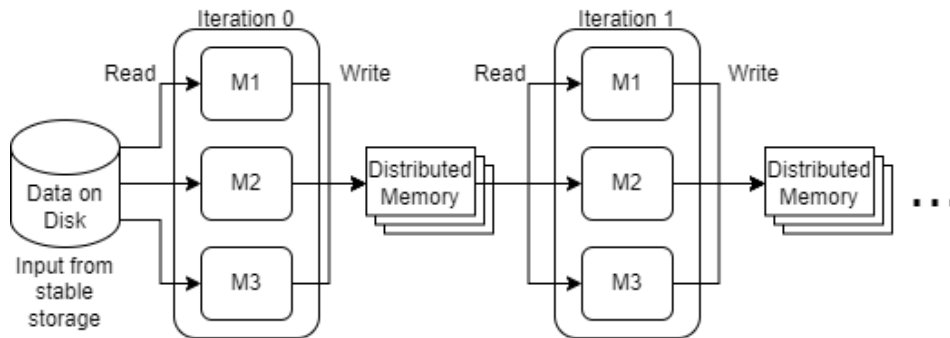 Iteration 0
Iteration 1
Read
M1
Write
Read
M1
Write
Data on
Disk
M2
Distributed
Memory
M2
Distributed
Memory
...
Input from
stable
storage
M3
M3